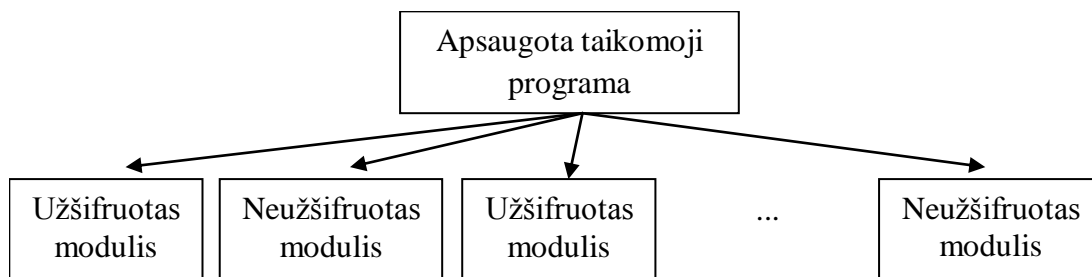 Apsaugota taikomoji
programa
Užšifruotas
modulis
Neužšifruotas
modulis
Užšifruotas
modulis
...
Neužšifruotas
modulis